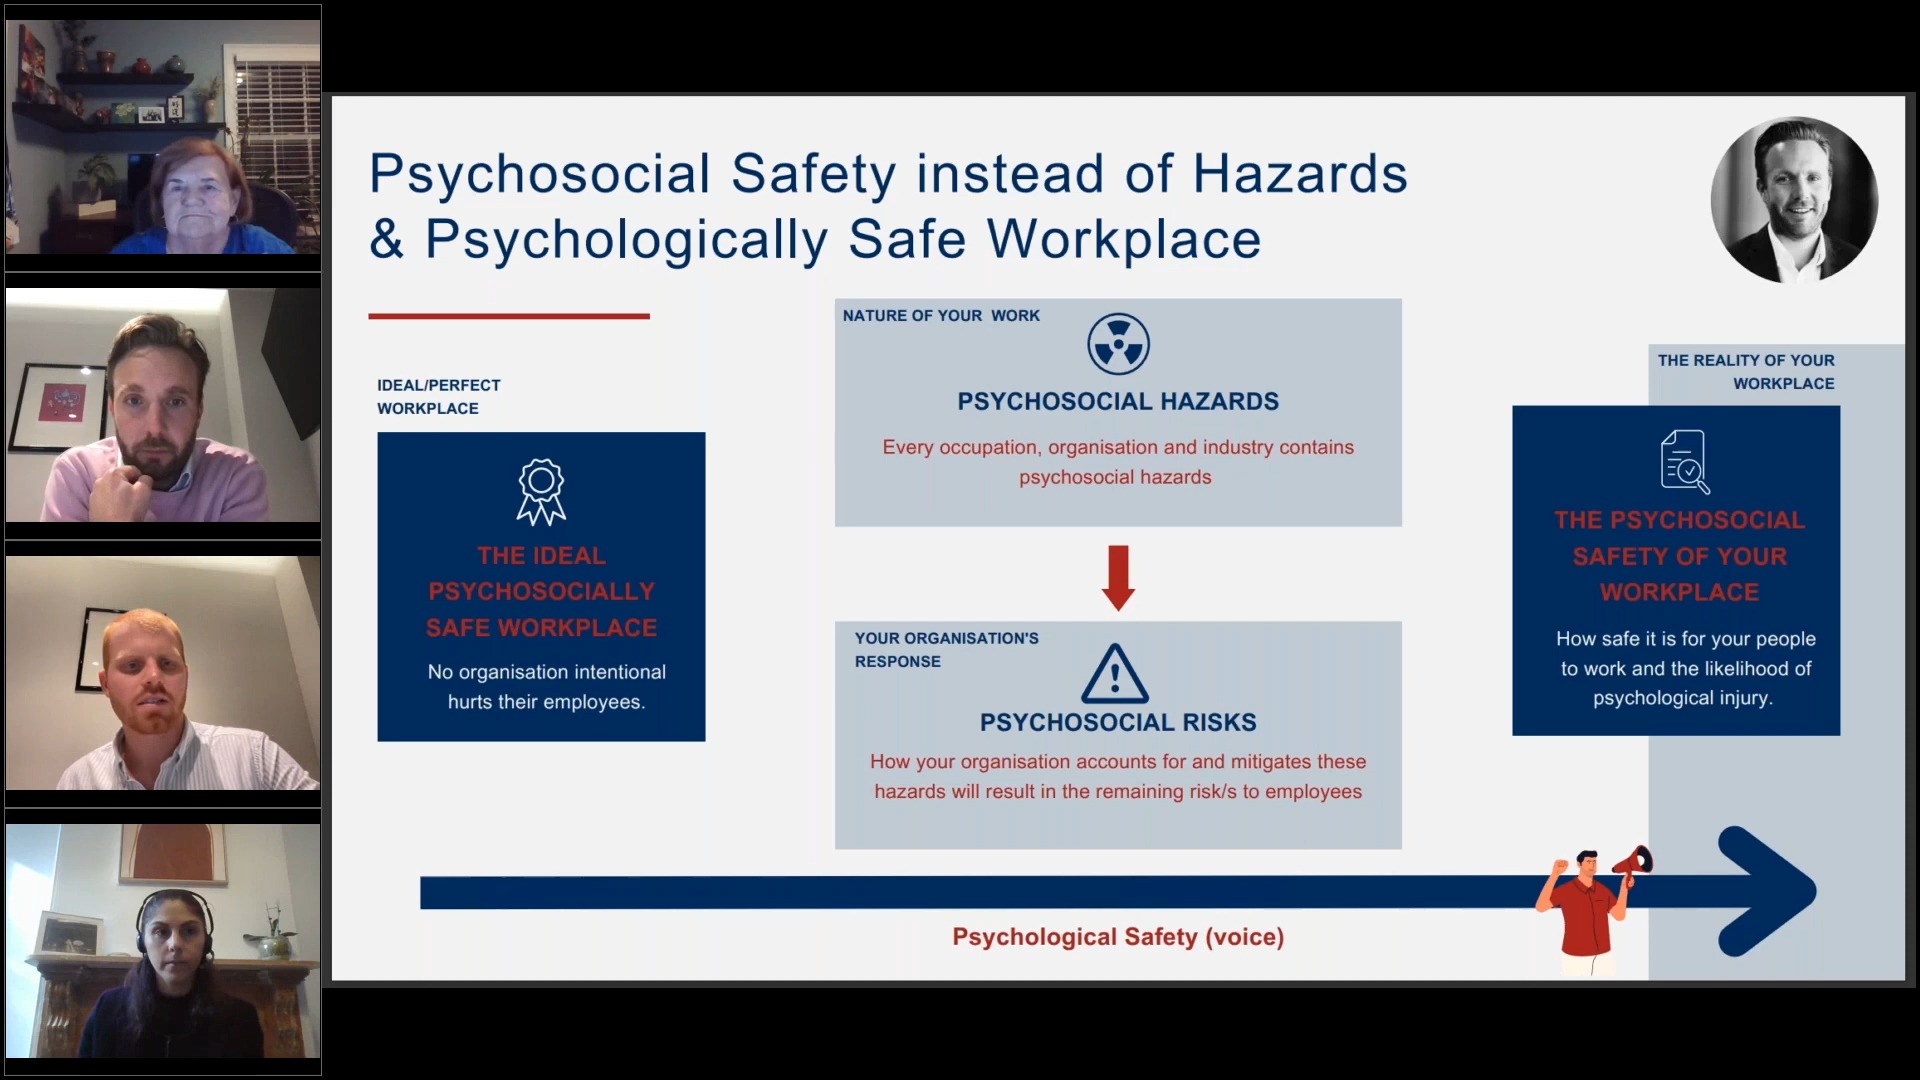 Psychosocial Safety instead of Hazards
& Psychologically Safe Workplace
IDEAL/PERFECT
WORKPLACE
THE IDEAL
PSYCHOSOCIALLY
SAFE WORKPLACE
No organisation intentional
hurts their employees.
NATURE OF YOUR WORK
PSYCHOSOCIAL HAZARDS
Every occupation, organisation and industry contains
psychosocial hazards
YOUR ORGANISATION'S
RESPONSE
PSYCHOSOCIAL RISKS
How your organisation accounts for and mitigates these
hazards will result in the remaining risk/s to employees
THE REALITY OF YOUR
WORKPLACE
THE PSYCHOSOCIAL
SAFETY OF YOUR
WORKPLACE
How safe it is for your people
to work and the likelihood of
psychological injury.
Psychological Safety (voice)